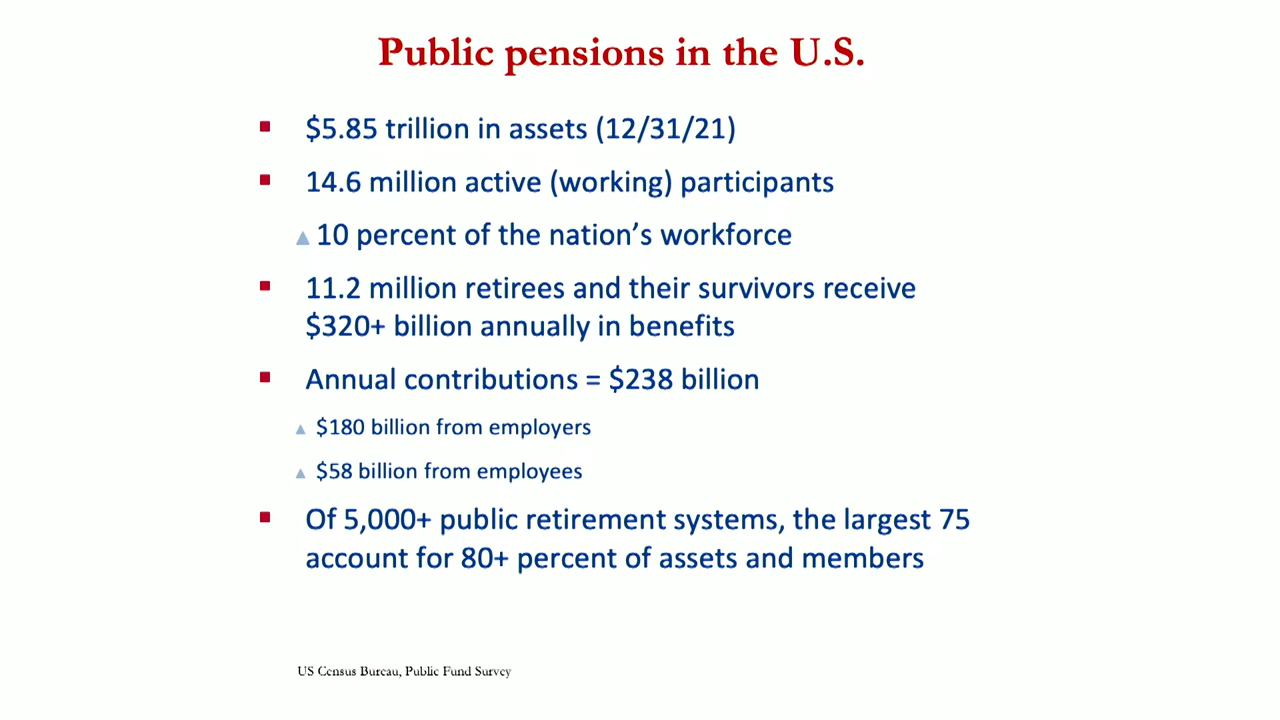 Public pensions in the U.S.
$5.85 trillion in assets (12/31/21)
14.6 million active (working) participants
10 percent of the nation’s workforce
11.2 million retirees and their survivors receive
$320+ billion annually in benefits
Annual contributions = $238 billion
$180 billion from employers
$58 billion from employees
Of 5,000+ public retirement systems, the largest 75
account for 80+ percent of assets and members
US Census Bureau, Public Fund Survey